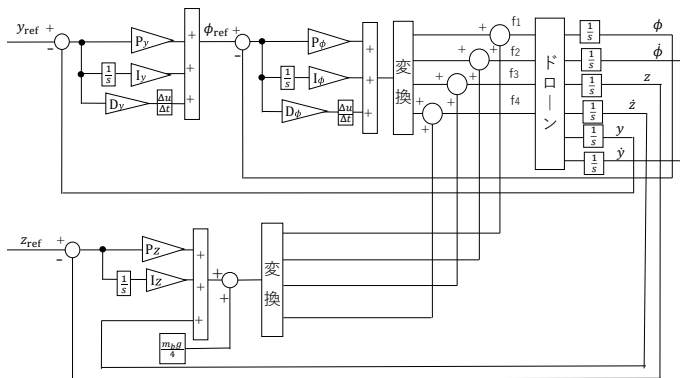 y_ref + - P_y 1/s I_y D_y Δu/Δt + + +
ϕ_ref + - P_ϕ 1/s I_ϕ D_ϕ Δu/Δt + + +
変換
+ + f1
+ + f2
+ + f3
+ + f4
ドローン
1/s ϕ
1/s ϕ̇
1/s z
1/s ż
1/s y
1/s ẏ
z_ref + - P_Z 1/s I_Z + + +
m_b g/4
+ +
変換